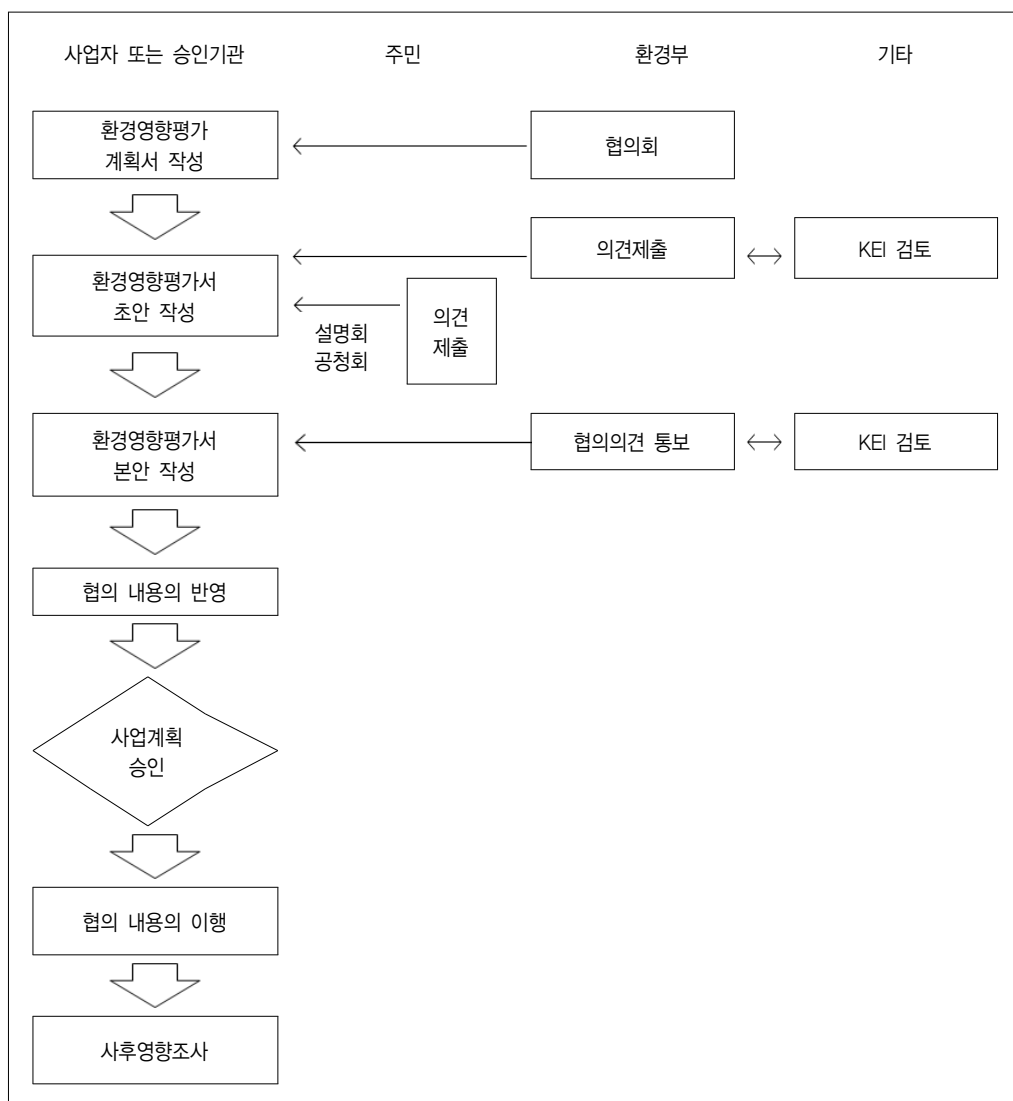 사업자 또는 승인기관 주민 환경부 기타
환경영향평가
계획서 작성
협의회
환경영향평가서
초안 작성
의견제출
KEI 검토
설명회
공청회
의견
제출
환경영향평가서
본안 작성
협의의견 통보
KEI 검토
협의 내용의 반영
사업계획
승인
협의 내용의 이행
사후영향조사